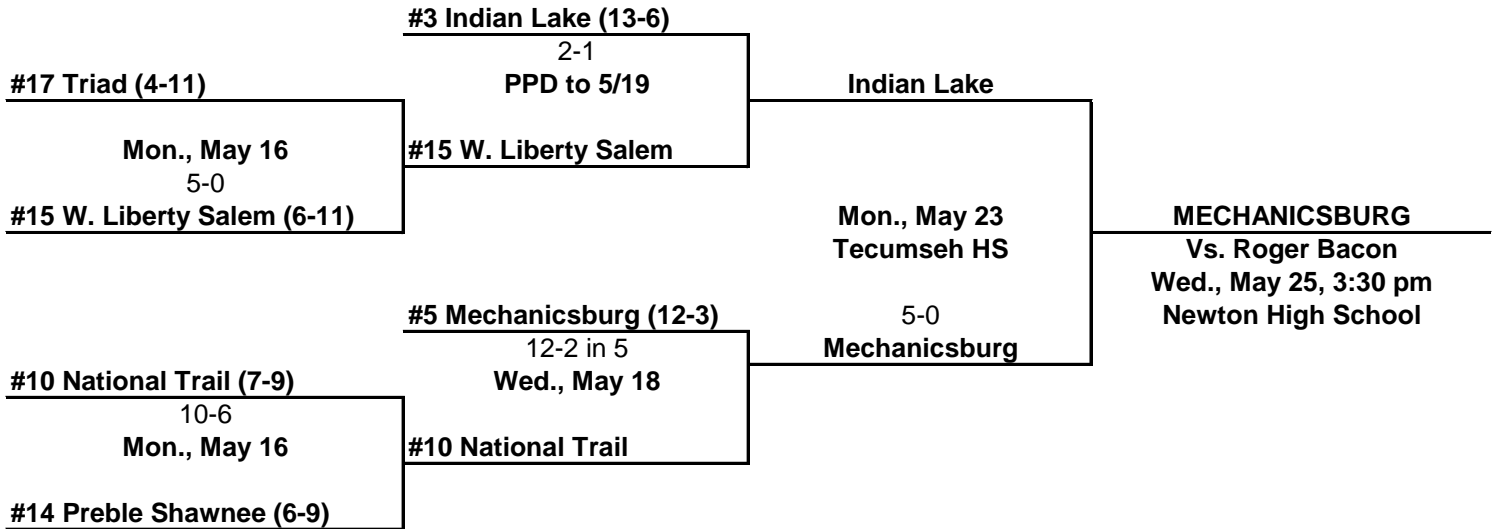 #3 Indian Lake (13-6)
2-1
#17 Triad (4-11)
PPD to 5/19
Indian Lake
Mon., May 16
#15 W. Liberty Salem
5-0
#15 W. Liberty Salem (6-11)
Mon., May 23
MECHANICSBURG
Tecumseh HS
Vs. Roger Bacon
Wed., May 25, 3:30 pm
#5 Mechanicsburg (12-3)
5-0
Newton High School
12-2 in 5
Mechanicsburg
#10 National Trail (7-9)
Wed., May 18
10-6
Mon., May 16
#10 National Trail
#14 Preble Shawnee (6-9)